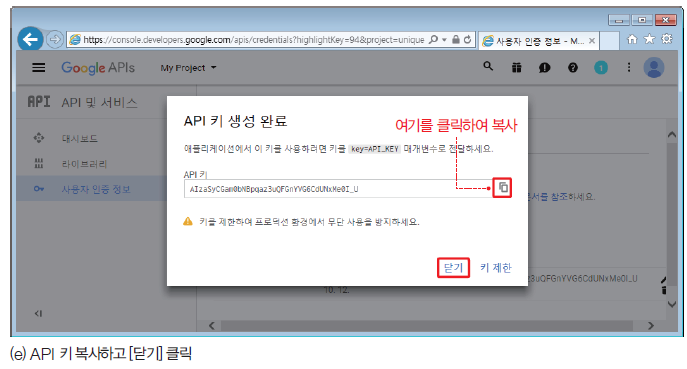 https://console.developers.google.com/apis/credentials?highlightKey=94&project=unique
사용자 인증 정보 - M...
Google APIs
My Project
1
API API 및 서비스
대시보드
라이브러리
사용자 인증 정보
API 키 생성 완료
여기를 클릭하여 복사
애플리케이션에서 이 키를 사용하려면 키를 key=API_KEY 매개변수로 전달하세요.
API 키
AIzaSyCGam0bNBpqaz3uQFGnYVG6CdUNxMe0I_U
키을 제한하여 프로덕션 환경에서 무단 사용을 방지하세요.
닫기
키 제한
참조하세요.
3uQFGnYVG6CdUNxMe0I_U
10. 12.
(e) API 키 복사하고 [닫기] 클릭